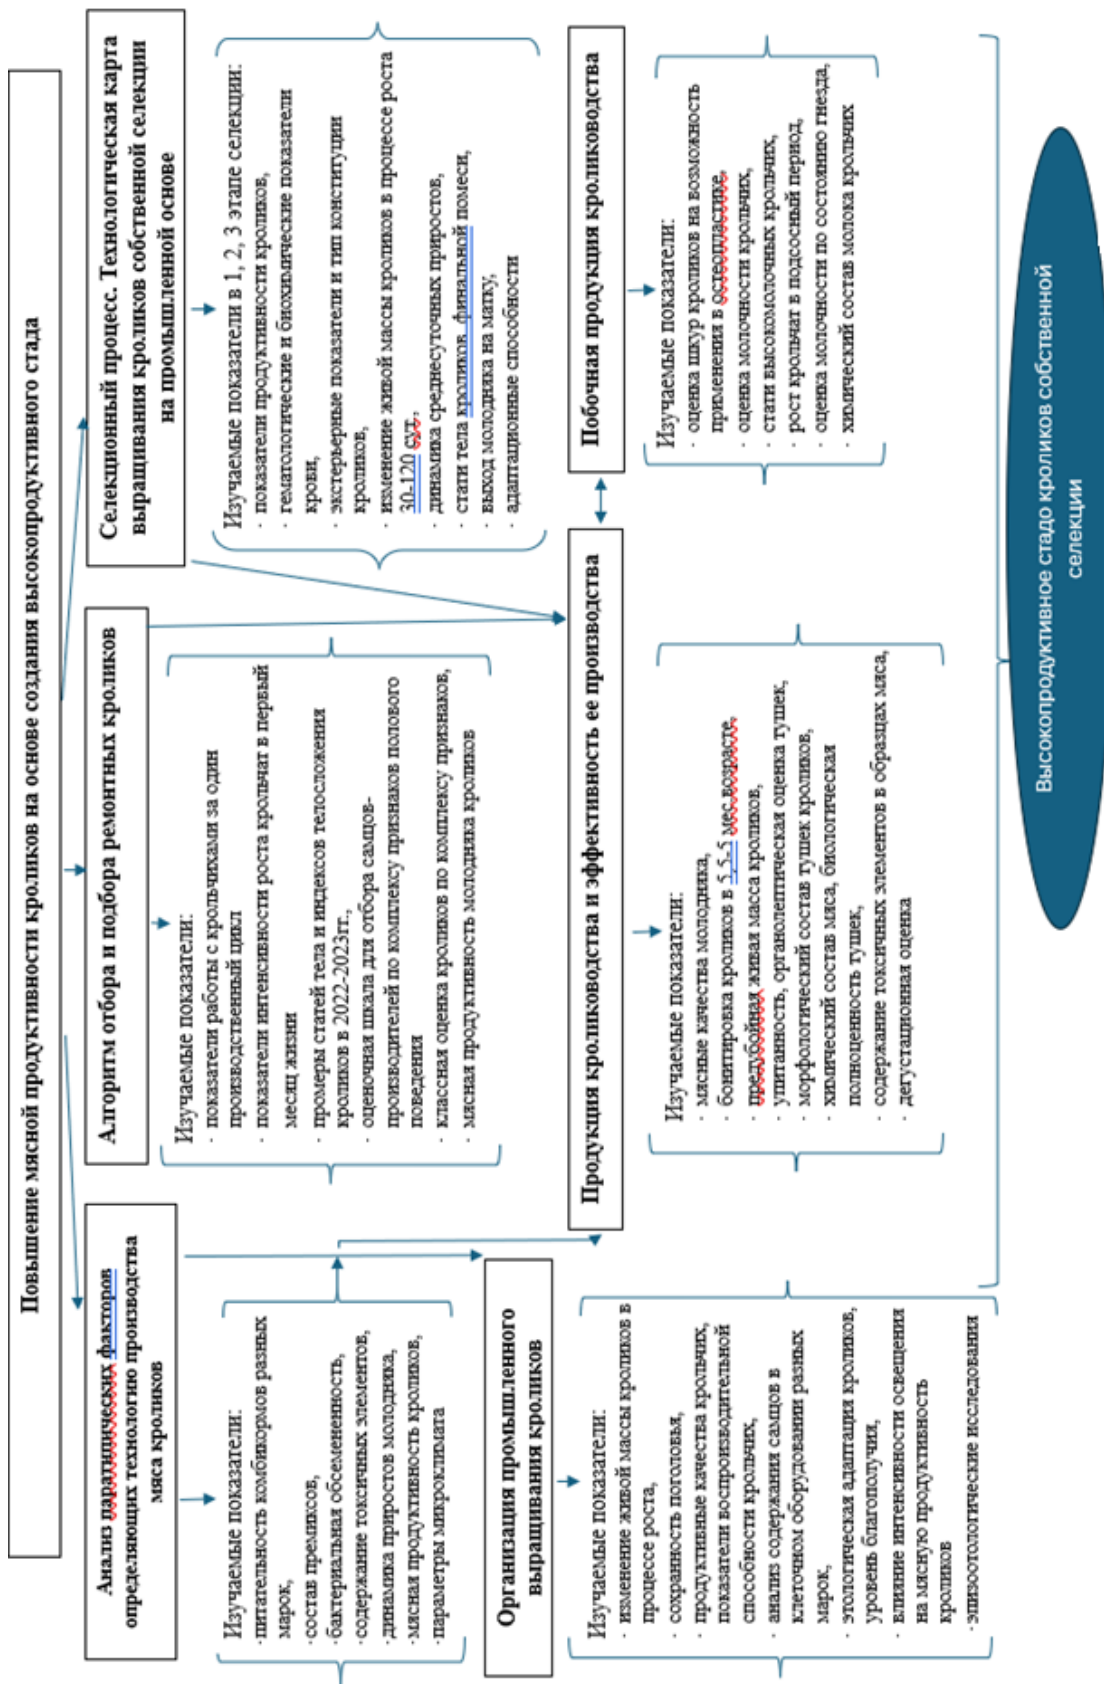 Повышение мясной продуктивности кроликов на основе создания высокопродуктивного стада
Анализ паратипических факторов
определяющих технологию производства
мяса кроликов
Изучаемые показатели:
·питательность комбикормов разных
марок,
·состав премиксов,
·бактериальная обсемененность,
·содержание токсичных элементов,
·динамика приростов молодняка,
·мясная продуктивность кроликов,
·параметры микроклимата
Алгоритм отбора и подбора ремонтных кроликов
Изучаемые показатели:
· показатели работы с крольчихами за один
производственный цикл
· показатели интенсивности роста крольчат в первый
месяц жизни
· промеры статей тела и индексов телосложения
кроликов в 2022-2023гг.,
· оценочная шкала для отбора самцов-
производителей по комплексу признаков полового
поведения
· классная оценка кроликов по комплексу признаков,
· мясная продуктивность молодняка кроликов
Селекционный процесс. Технологическая карта
выращивания кроликов собственной селекции
на промышленной основе
Изучаемые показатели в 1, 2, 3 этапе селекции:
· показатели продуктивности кроликов,
· гематологические и биохимические показатели
крови,
· экстерьерные показатели и тип конституции
кроликов,
· изменение живой массы кроликов в процессе роста
30-120 сут.,
· динамика среднесуточных приростов,
· стати тела кроликов финальной помеси,
· выход молодняка на матку,
· адаптационные способности
Организация промышленного
выращивания кроликов
Изучаемые показатели:
· изменение живой массы кроликов в
процессе роста,
· сохранность поголовья,
· продуктивные качества крольчих,
показатели воспроизводительной
способности крольчих,
· анализ содержания самцов в
клеточном оборудовании разных
марок,
· этологическая адаптация кроликов,
уровень благополучия,
· влияние интенсивности освещения
на мясную продуктивность
кроликов
·эпизоотологические исследования
Продукция кролиководства и эффективность ее производства
Изучаемые показатели:
· мясные качества молодняка,
· бонитировка кроликов в 5,5-5 мес.возрасте,
· предубойная живая масса кроликов,
упитанность, органолептическая оценка тушек,
· морфологический состав тушек кроликов,
· химический состав мяса, биологическая
полноценность тушек,
· содержание токсичных элементов в образцах мяса,
· дегустационная оценка
Побочная продукция кролиководства
Изучаемые показатели:
· оценка шкур кроликов на возможность
применения в остеопластике,
· оценка молочности крольчих,
· стати высокомолочных крольчих,
· рост крольчат в подсосный период,
· оценка молочности по состоянию гнезда,
· химический состав молока крольчих
Высокопродуктивное стадо кроликов собственной
селекции